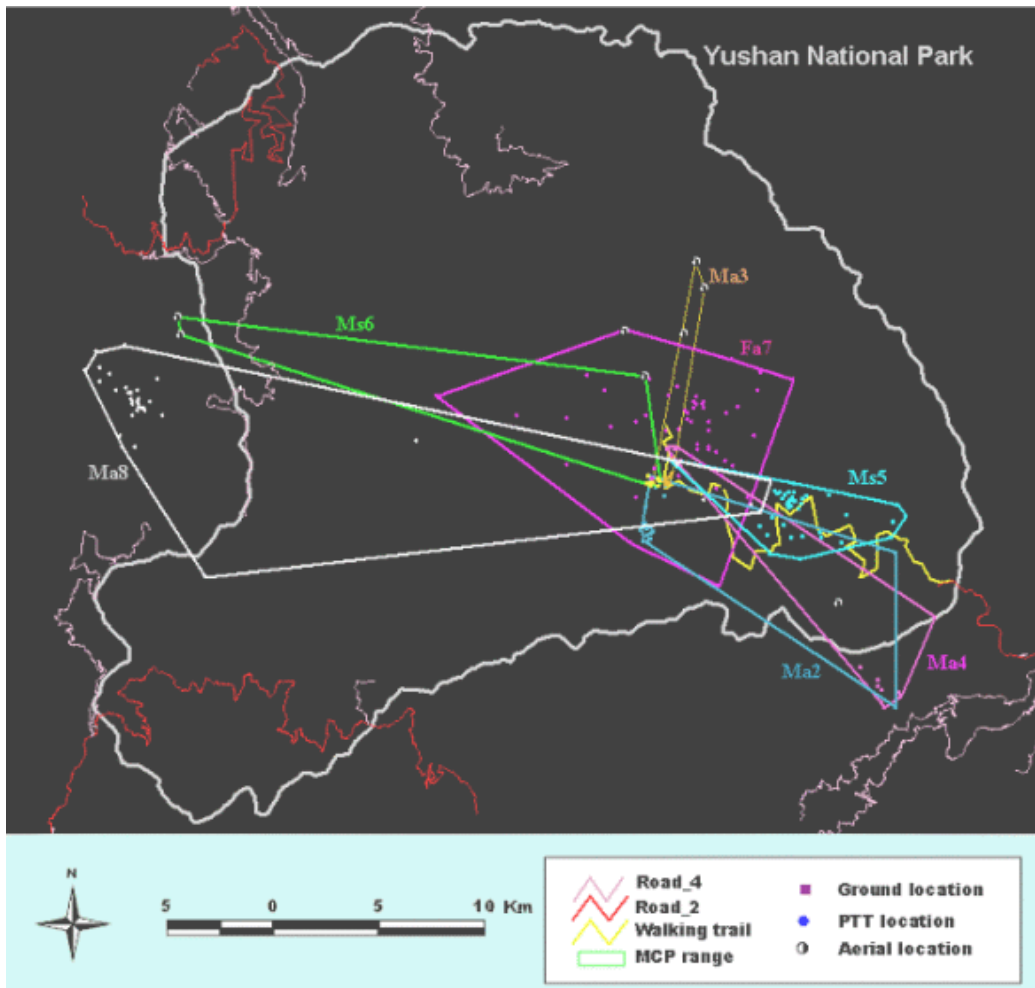 Yushan National Park
Ma3
Ms6
Fa7
Ma8
Ms5
Ma2
Ma4
N
5 0 5 10 Km
Road_4
Road_2
Walking trail
MCP range
Ground location
PTT location
Aerial location